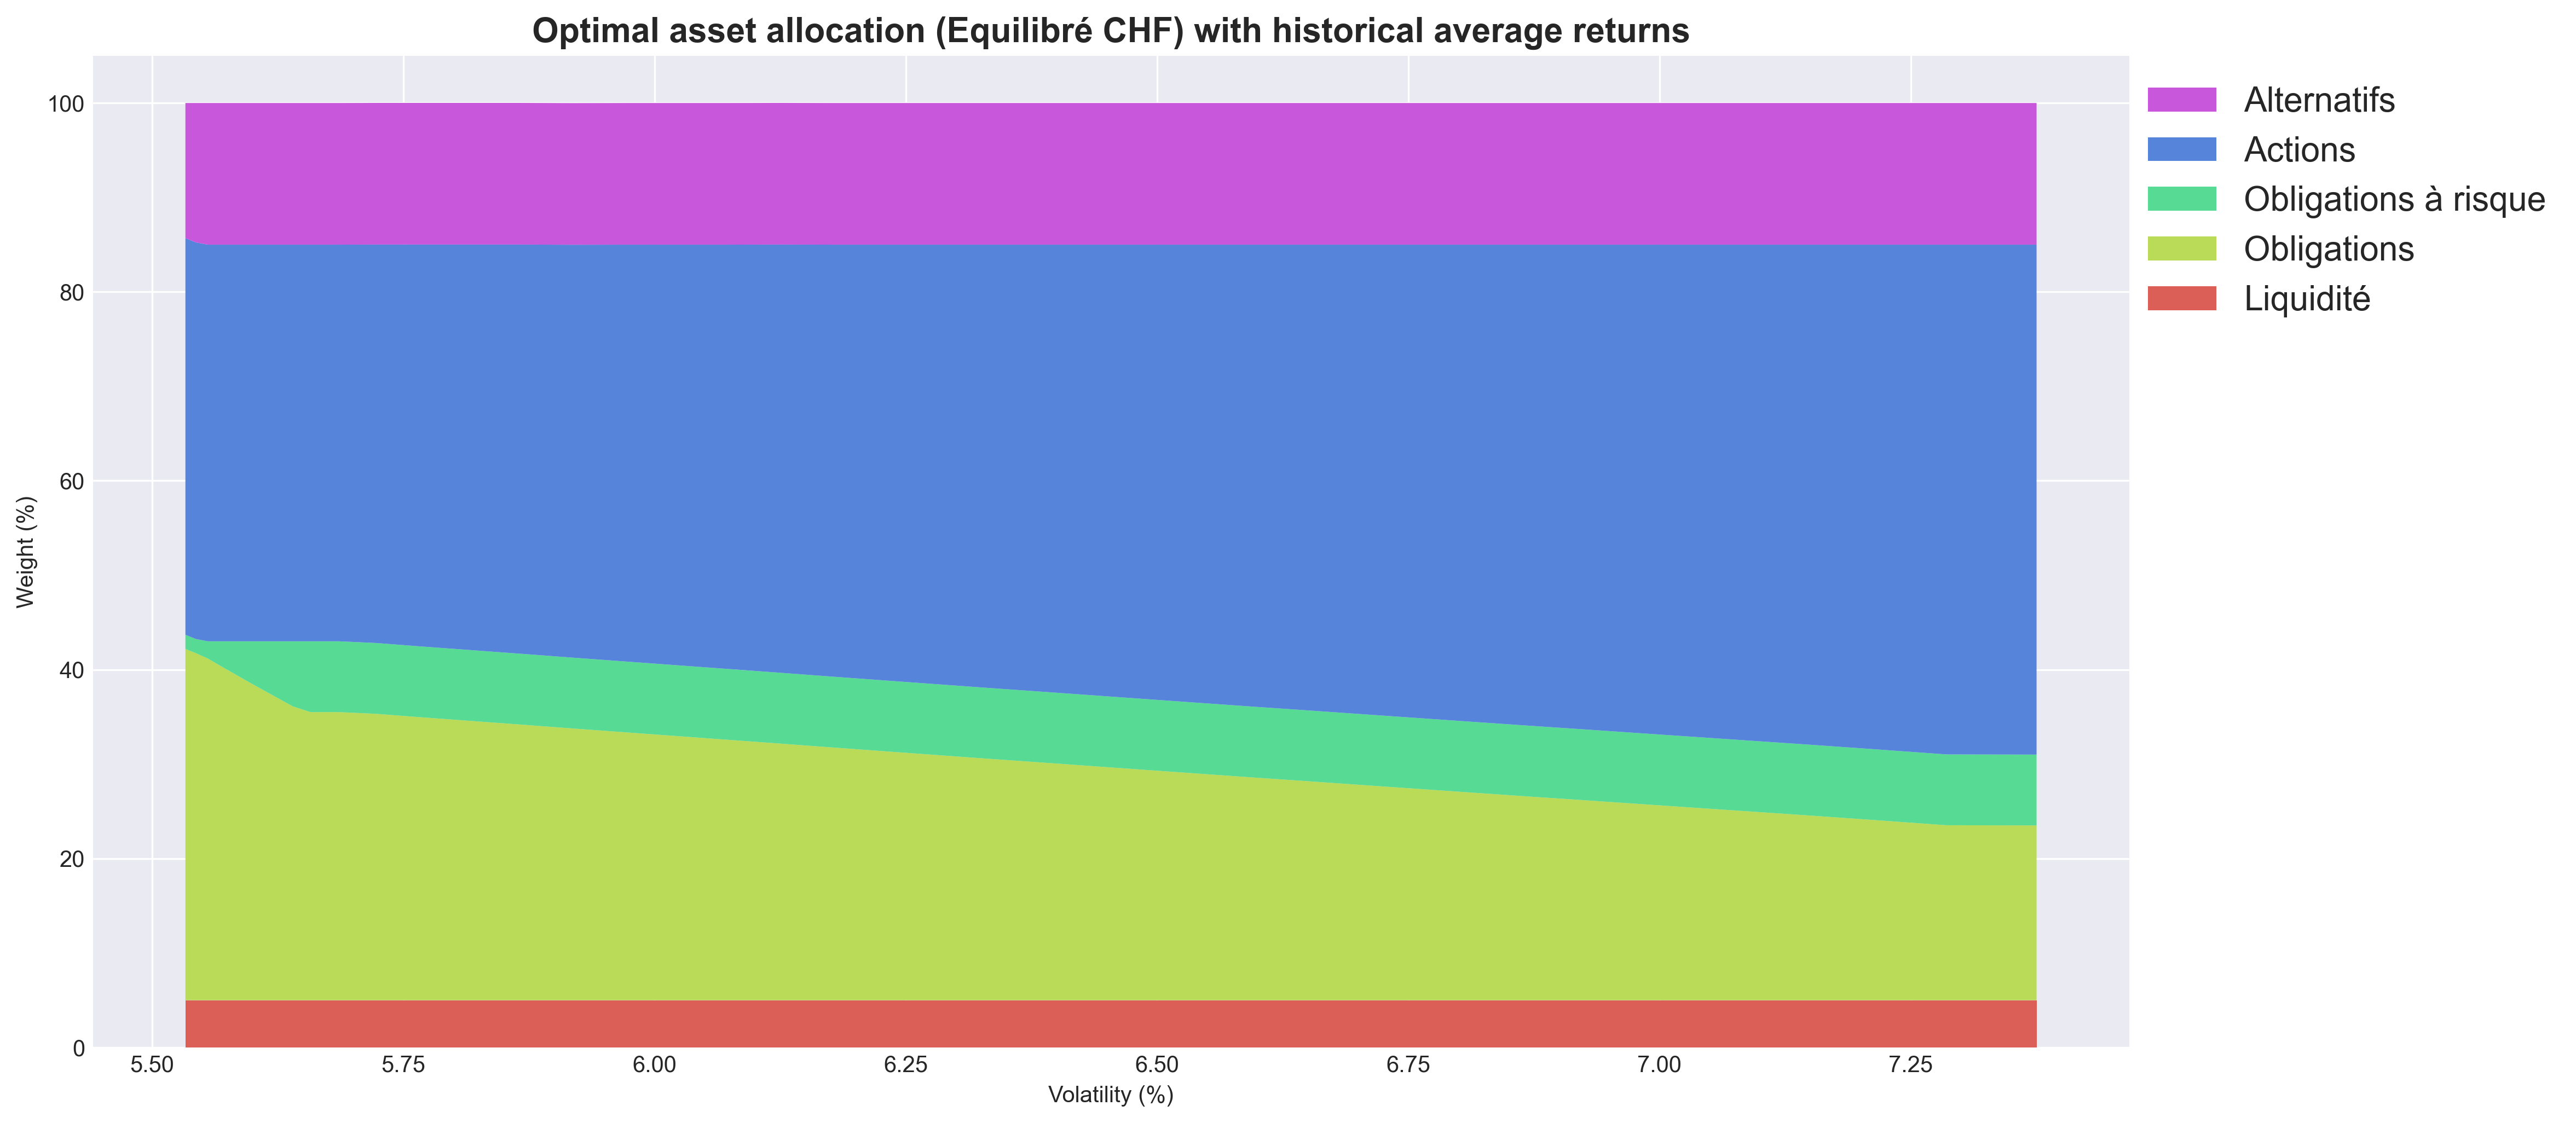 Optimal asset allocation (Equilibré CHF) with historical average returns
Weight (%)
100
80
60
40
20
0
5.50
5.75
6.00
6.25
6.50
6.75
7.00
7.25
Volatility (%)
Alternatifs
Actions
Obligations à risque
Obligations
Liquidité